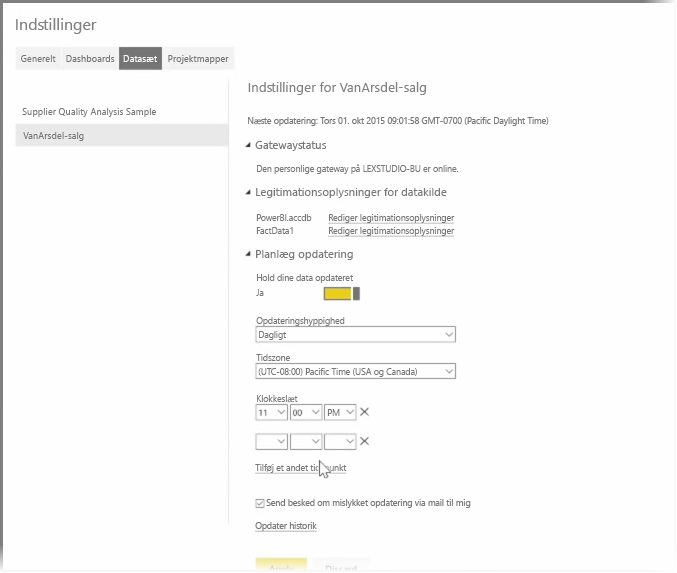 Indstillinger
Generelt Dashboards Datasæt Projektmapper
Supplier Quality Analysis Sample
VanArsdel-salg
Indstillinger for VanArsdel-salg
Næste opdatering: Tors 01. okt 2015 09:01:58 GMT-0700 (Pacific Daylight Time)
Gatewaystatus
Den personlige gateway på LEXSTUDIO-BU er online.
Legitimationsoplysninger for datakilde
PowerBI.accdb Rediger legitimationsoplysninger
FactData1 Rediger legitimationsoplysninger
Planlæg opdatering
Hold dine data opdateret
Ja
Opdateringshyppighed
Dagligt
Tidszone
(UTC-08:00) Pacific Time (USA og Canada)
Klokkeslæt
11 00 PM
Tilføj et andet tidspunkt
Send besked om mislykket opdatering via mail til mig
Opdater historik